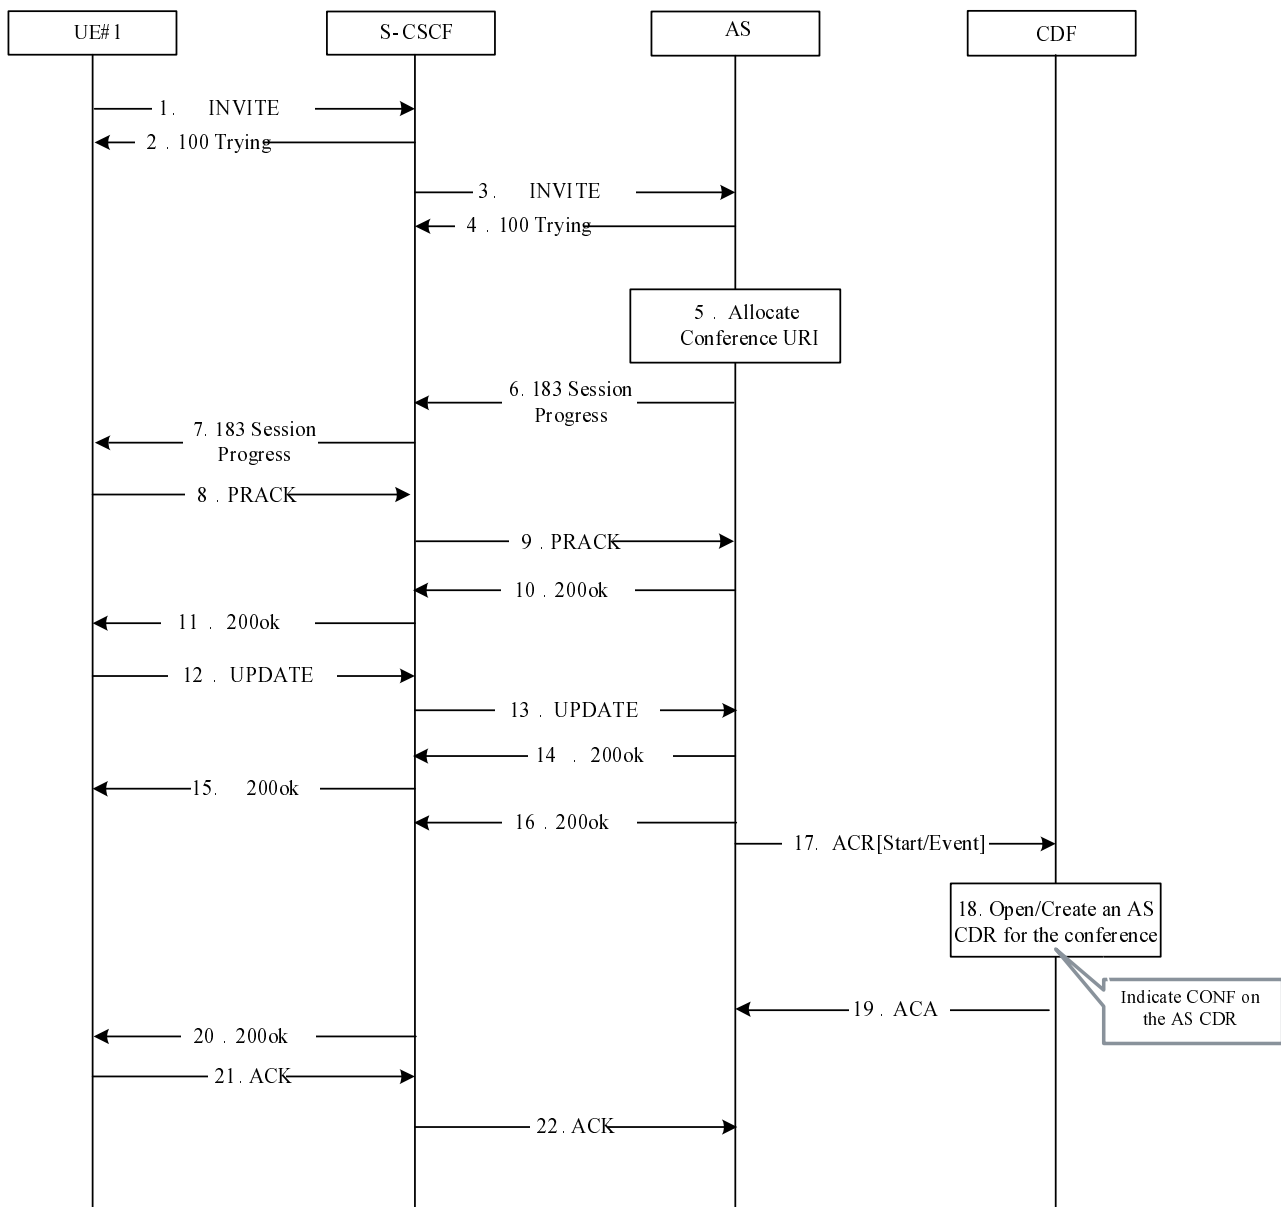 UE#1
S-CSCF
AS
CDF
1. INVITE
2 . 100 Trying
3. INVITE
4 . 100 Trying
5 . Allocate
Conference URI
6. 183 Session
Progress
7. 183 Session
Progress
8 . PRACK
9 . PRACK
10 . 200ok
11 . 200ok
12 . UPDATE
13 . UPDATE
14 . 200ok
15. 200ok
16 . 200ok
17. ACR[Start/Event]
18. Open/Create an AS
CDR for the conference
Indicate CONF on
the AS CDR
19 . ACA
20 . 200ok
21. ACK
22. ACK